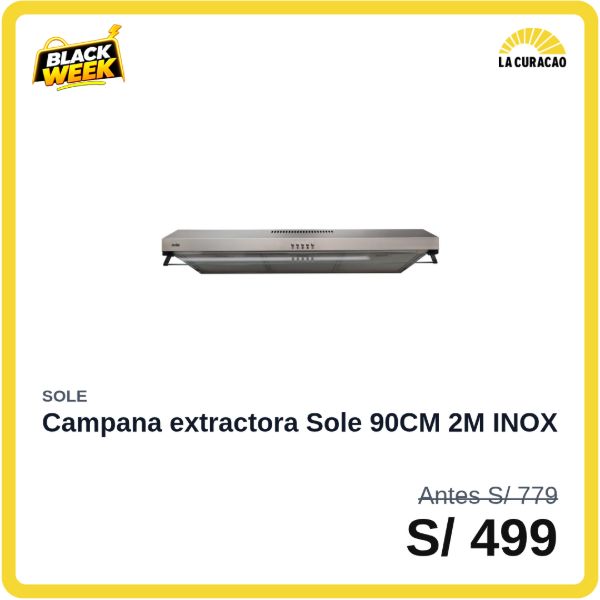 BLACK
WEEK
LA CURACAO
SOLE
Campana extractora Sole 90CM 2M INOX
Antes S/ 779
S/ 499